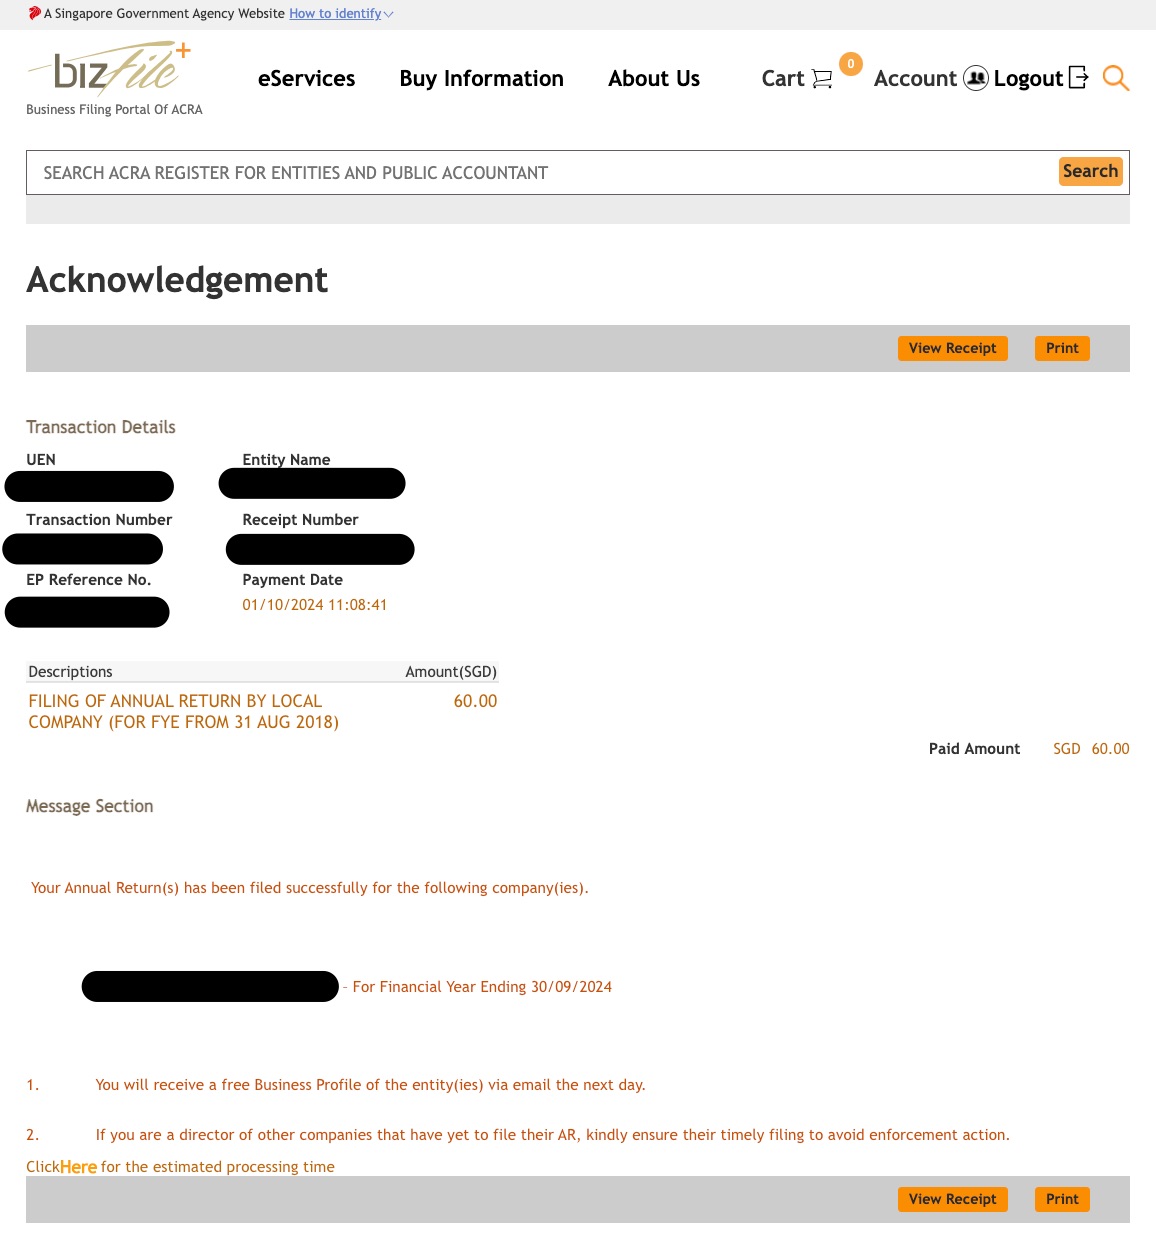 A Singapore Government Agency Website How to identify
bizfile+
Business Filing Portal Of ACRA
eServices Buy Information About Us Cart 0 Account Logout
SEARCH ACRA REGISTER FOR ENTITIES AND PUBLIC ACCOUNTANT Search
Acknowledgement
View Receipt Print
Transaction Details
UEN Entity Name
Transaction Number Receipt Number
EP Reference No. Payment Date
01/10/2024 11:08:41
Descriptions Amount(SGD)
FILING OF ANNUAL RETURN BY LOCAL 60.00
COMPANY (FOR FYE FROM 31 AUG 2018)
Paid Amount SGD 60.00
Message Section
Your Annual Return(s) has been filed successfully for the following company(ies).
- For Financial Year Ending 30/09/2024
1. You will receive a free Business Profile of the entity(ies) via email the next day.
2. If you are a director of other companies that have yet to file their AR, kindly ensure their timely filing to avoid enforcement action.
ClickHere for the estimated processing time
View Receipt Print